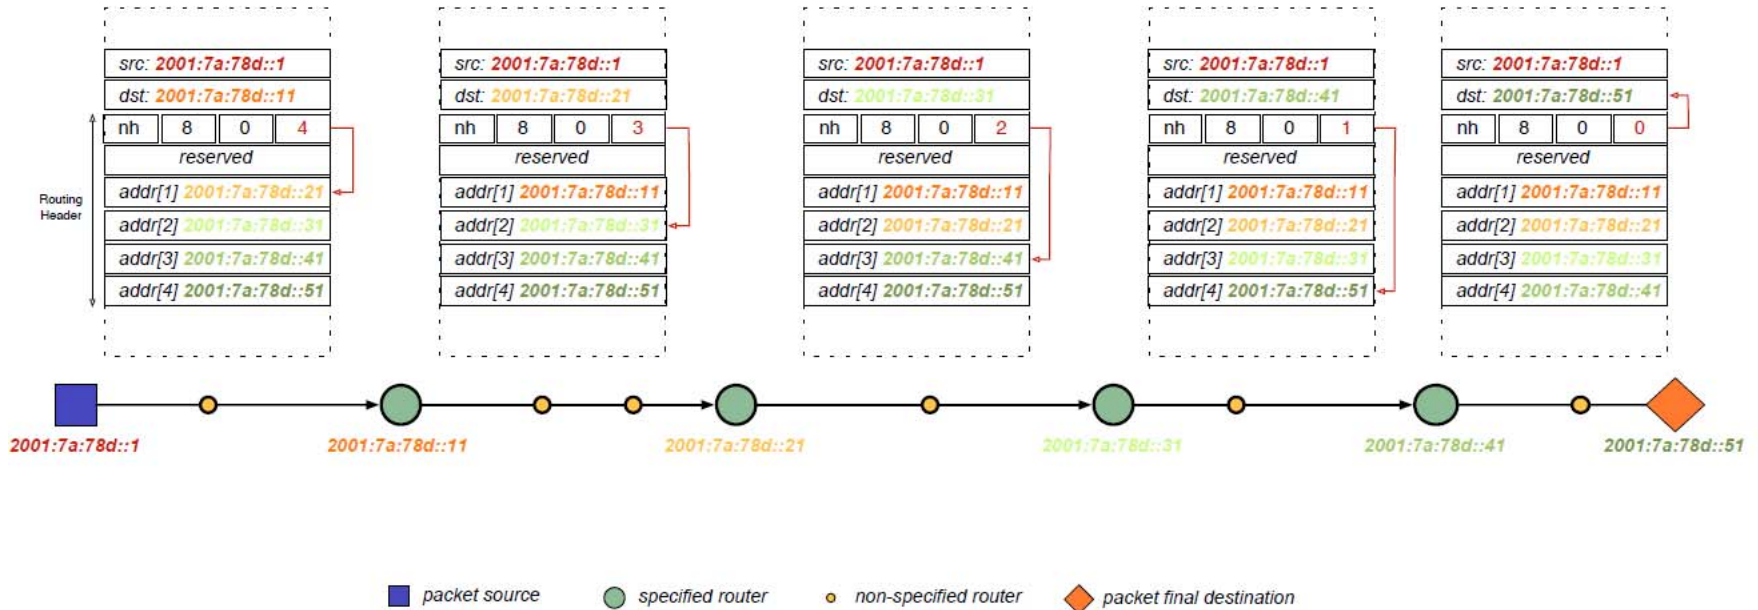 src: 2001:7a:78d::1
dst: 2001:7a:78d::11
nh 8 0 4
reserved
addr[1] 2001:7a:78d::21
addr[2] 2001:7a:78d::31
addr[3] 2001:7a:78d::41
addr[4] 2001:7a:78d::51
src: 2001:7a:78d::1
dst: 2001:7a:78d::21
nh 8 0 3
reserved
addr[1] 2001:7a:78d::11
addr[2] 2001:7a:78d::31
addr[3] 2001:7a:78d::41
addr[4] 2001:7a:78d::51
src: 2001:7a:78d::1
dst: 2001:7a:78d::31
nh 8 0 2
reserved
addr[1] 2001:7a:78d::11
addr[2] 2001:7a:78d::21
addr[3] 2001:7a:78d::41
addr[4] 2001:7a:78d::51
src: 2001:7a:78d::1
dst: 2001:7a:78d::41
nh 8 0 1
reserved
addr[1] 2001:7a:78d::11
addr[2] 2001:7a:78d::21
addr[3] 2001:7a:78d::31
addr[4] 2001:7a:78d::51
src: 2001:7a:78d::1
dst: 2001:7a:78d::51
nh 8 0 0
reserved
addr[1] 2001:7a:78d::11
addr[2] 2001:7a:78d::21
addr[3] 2001:7a:78d::31
addr[4] 2001:7a:78d::41
Routing
Header
2001:7a:78d::1
2001:7a:78d::11
2001:7a:78d::21
2001:7a:78d::31
2001:7a:78d::41
2001:7a:78d::51
packet source
specified router
non-specified router
packet final destination